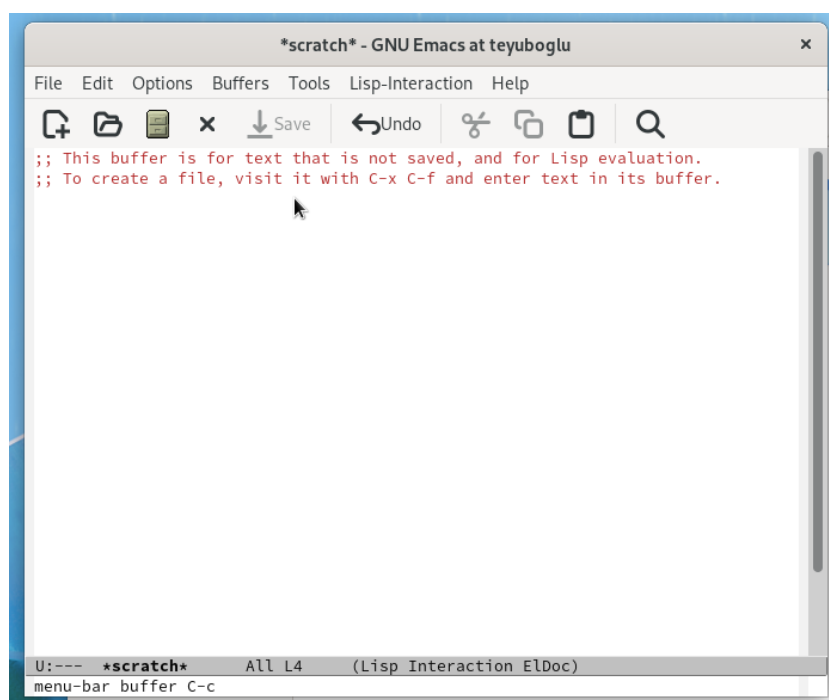 *scratch* - GNU Emacs at teyuboglu ×
File Edit Options Buffers Tools Lisp-Interaction Help
Save Undo
;; This buffer is for text that is not saved, and for Lisp evaluation.
;; To create a file, visit it with C-x C-f and enter text in its buffer.
U:--- *scratch* All L4 (Lisp Interaction ElDoc)
menu-bar buffer C-c